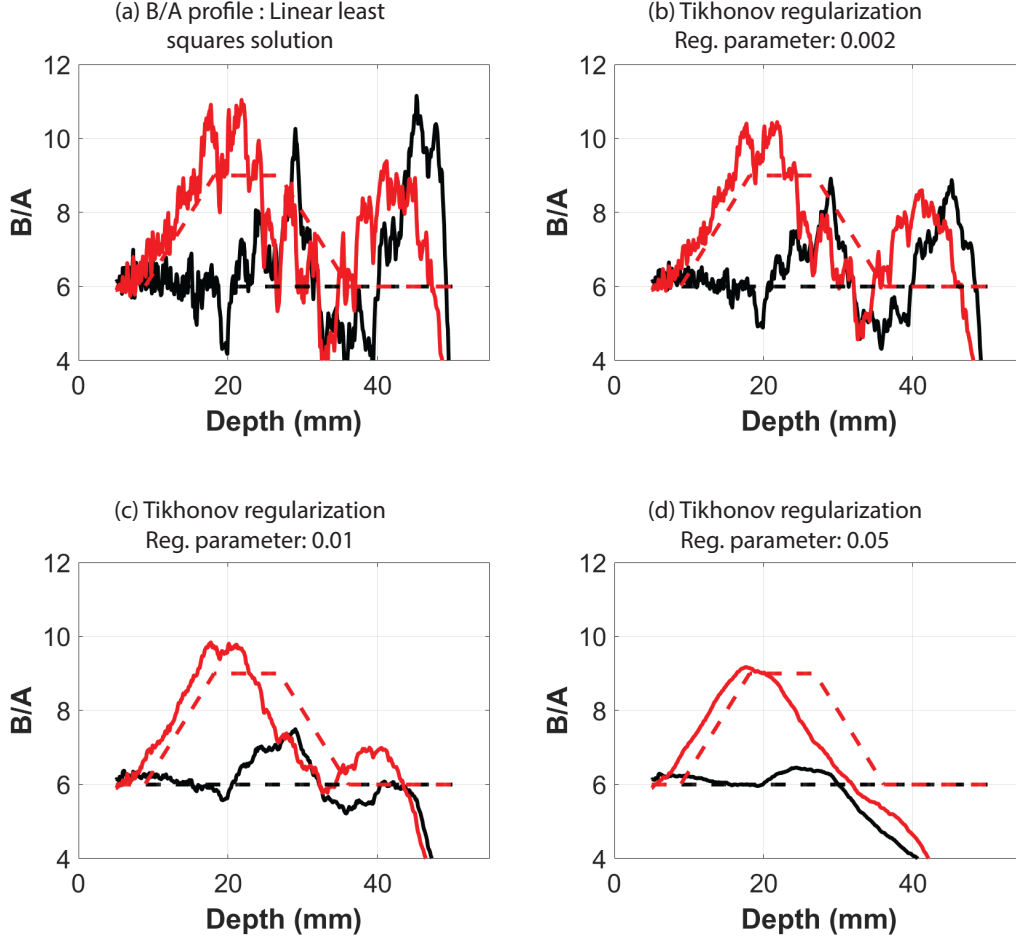 (a) B/A profile : Linear least
squares solution
12
10
8
6
4
0
20
40
B/A
Depth (mm)
(b) Tikhonov regularization
Reg. parameter: 0.002
12
10
8
6
4
0
20
40
B/A
Depth (mm)
(c) Tikhonov regularization
Reg. parameter: 0.01
12
10
8
6
4
0
20
40
B/A
Depth (mm)
(d) Tikhonov regularization
Reg. parameter: 0.05
12
10
8
6
4
0
20
40
B/A
Depth (mm)